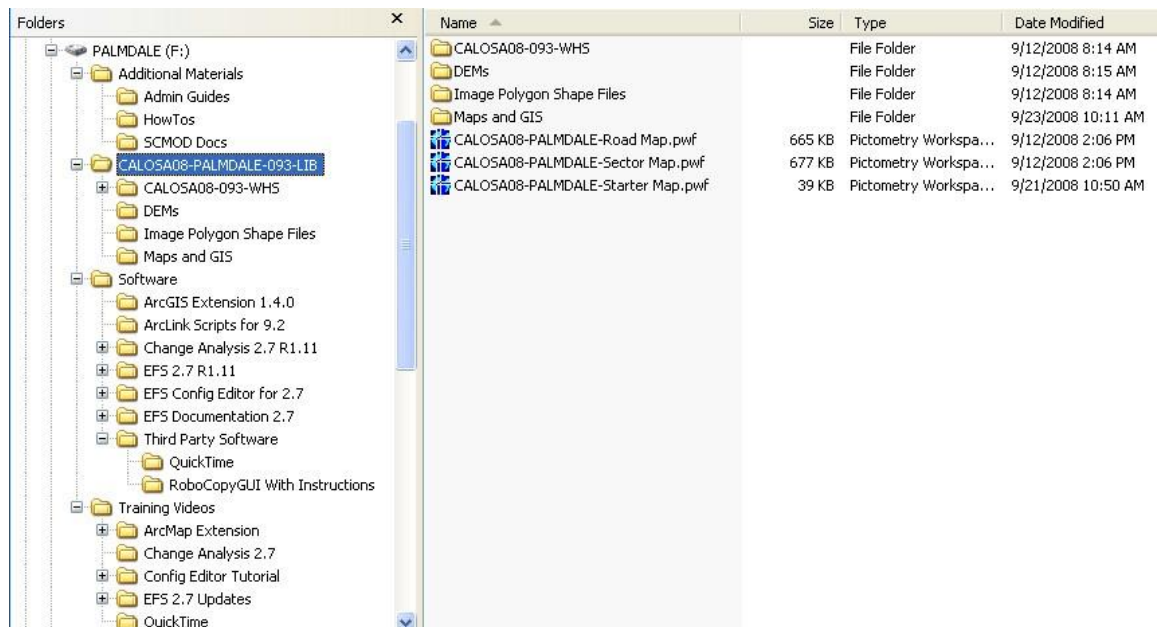 Folders
PALMDALE (F:)
Additional Materials
Admin Guides
HowTos
SCMOD Docs
CALOSA08-PALMDALE-093-LIB
CALOSA08-093-WHS
DEMs
Image Polygon Shape Files
Maps and GIS
Software
ArcGIS Extension 1.4.0
ArcLink Scripts for 9.2
Change Analysis 2.7 R1.11
EFS 2.7 R1.11
EFS Config Editor for 2.7
EFS Documentation 2.7
Third Party Software
QuickTime
RoboCopyGUI With Instructions
Training Videos
ArcMap Extension
Change Analysis 2.7
Config Editor Tutorial
EFS 2.7 Updates
QuickTime
Name Size Type Date Modified
CALOSA08-093-WHS File Folder 9/12/2008 8:14 AM
DEMs File Folder 9/12/2008 8:15 AM
Image Polygon Shape Files File Folder 9/12/2008 8:14 AM
Maps and GIS File Folder 9/23/2008 10:11 AM
CALOSA08-PALMDALE-Road Map.pwf 665 KB Pictometry Workspa... 9/12/2008 2:06 PM
CALOSA08-PALMDALE-Sector Map.pwf 677 KB Pictometry Workspa... 9/12/2008 2:06 PM
CALOSA08-PALMDALE-Starter Map.pwf 39 KB Pictometry Workspa... 9/21/2008 10:50 AM